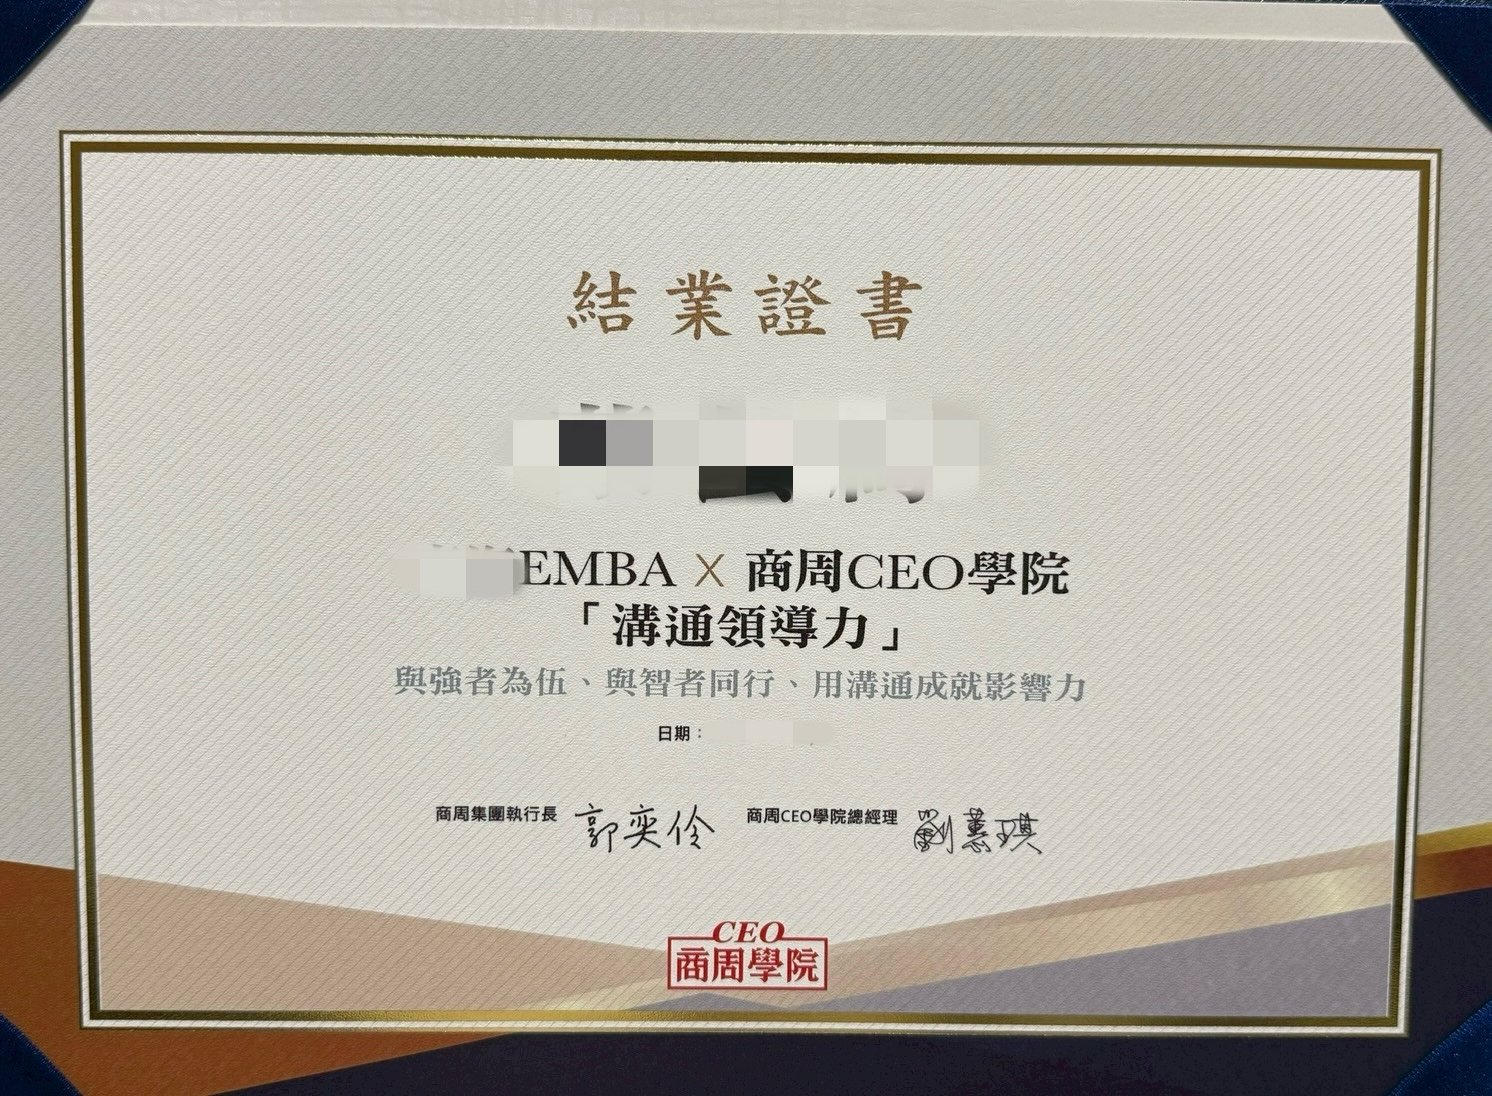 結業證書
EMBA X 商周CEO學院
「溝通領導力」
與強者為伍、與智者同行、用溝通成就影響力
日期：
商周集團執行長 郭奕伶 商周CEO學院總經理 劉蕙琪
CEO
商周學院